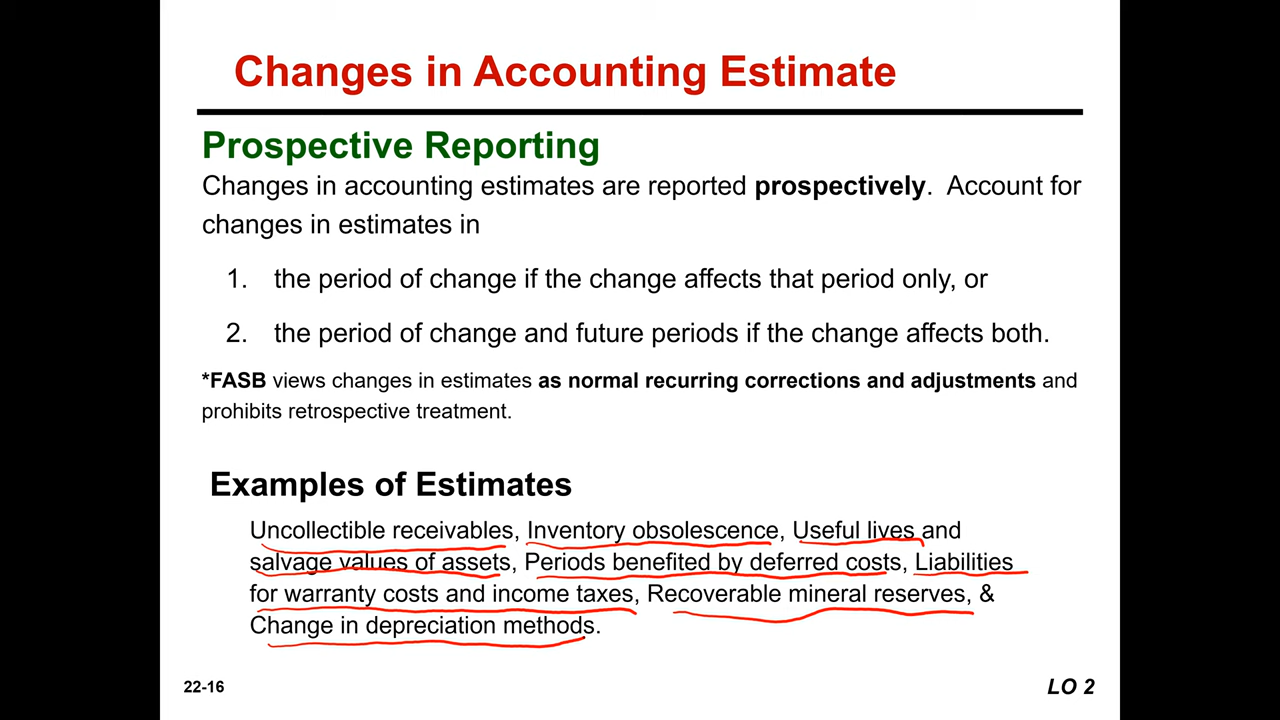 Changes in Accounting Estimate
Prospective Reporting
Changes in accounting estimates are reported prospectively. Account for
changes in estimates in
1. the period of change if the change affects that period only, or
2. the period of change and future periods if the change affects both.
*FASB views changes in estimates as normal recurring corrections and adjustments and
prohibits retrospective treatment.
Examples of Estimates
Uncollectible receivables, Inventory obsolescence, Useful lives and
salvage values of assets, Periods benefited by deferred costs, Liabilities
for warranty costs and income taxes, Recoverable mineral reserves, &
Change in depreciation methods.
22-16
LO 2